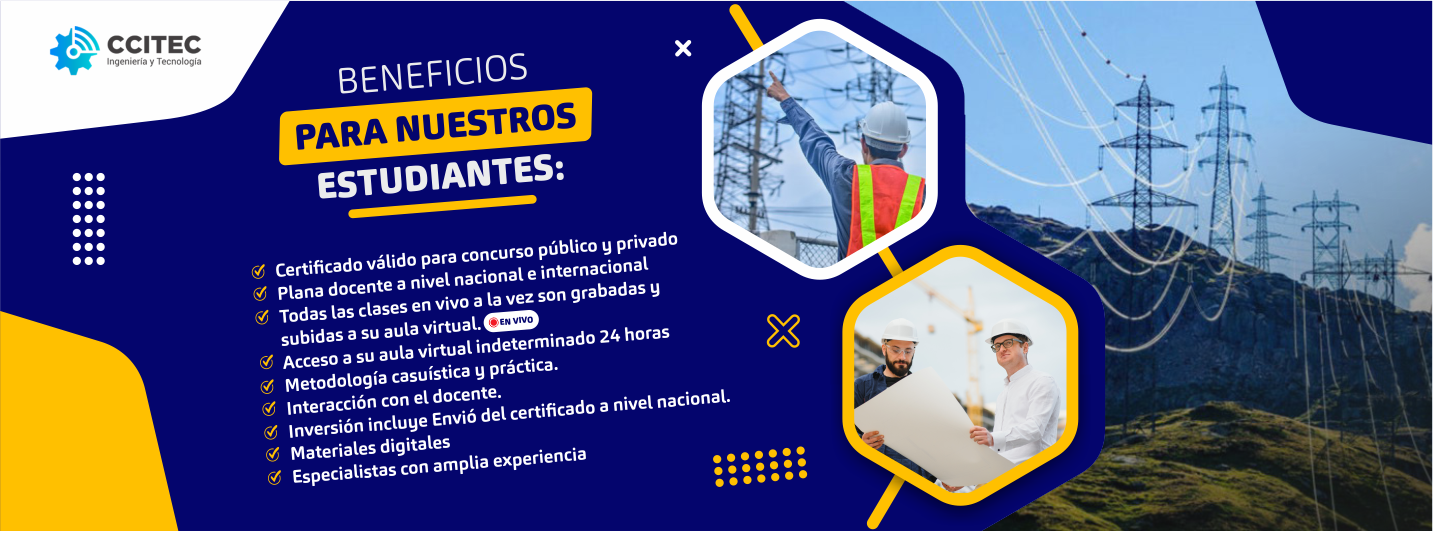 CCITEC
Ingeniería y Tecnología
BENEFICIOS
PARA NUESTROS
ESTUDIANTES:
Certificado válido para concurso público y privado
Plana docente a nivel nacional e internacional
Todas las clases en vivo a la vez son grabadas y
subidas a su aula virtual. EN VIVO
Acceso a su aula virtual indeterminado 24 horas
Metodología casuística y práctica.
Interacción con el docente.
Inversión incluye Envió del certificado a nivel nacional.
Materiales digitales
Especialistas con amplia experiencia